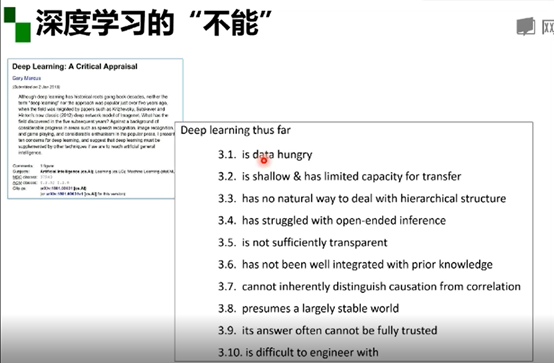 深度学习的“不能”
网
Deep Learning: A Critical Appraisal
Gary Marcus
(Submitted on 2 Jan 2018)
Although deep learning has historical roots going back decades, neither the
term "deep learning" nor the approach was popular just over five years ago,
when the field was reignited by papers such as Krizhevsky, Sutskever and
Hinton's now classic (2012) deep network model of Imagenet. What has the
field discovered in the five subsequent years? Against a background of
considerable progress in areas such as speech recognition, image recognition,
and game playing, and considerable enthusiasm in the popular press, I present
ten concerns for deep learning, and suggest that deep learning must be
supplemented by other techniques if we are to reach artificial general
intelligence.
Comments:
Subjects: Artificial Intelligence (cs.AI); Learning (cs.LG); Machine Learning (stat.ML)
MSC classes:
ACM classes:
Cite as:
Deep learning thus far
3.1. is data hungry
3.2. is shallow & has limited capacity for transfer
3.3. has no natural way to deal with hierarchical structure
3.4. has struggled with open-ended inference
3.5. is not sufficiently transparent
3.6. has not been well integrated with prior knowledge
3.7. cannot inherently distinguish causation from correlation
3.8. presumes a largely stable world
3.9. its answer often cannot be fully trusted
3.10. is difficult to engineer with